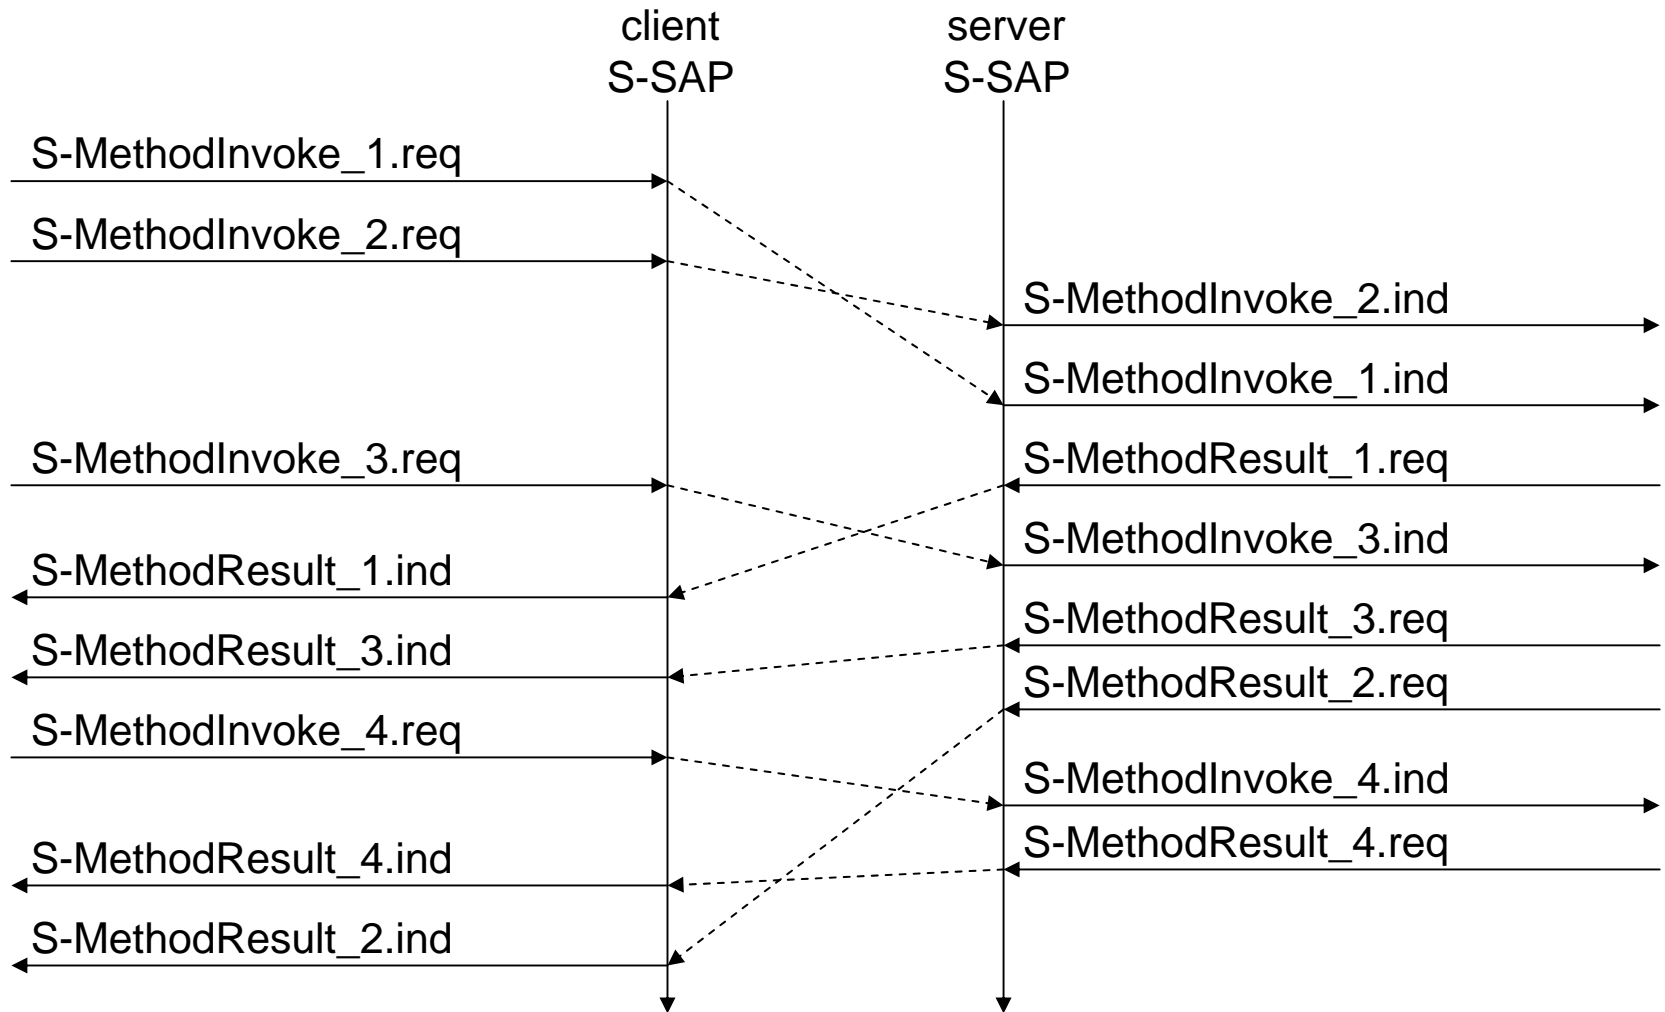 client
S-SAP
server
S-SAP
S-MethodInvoke_1.req
S-MethodInvoke_2.req
S-MethodInvoke_2.ind
S-MethodInvoke_1.ind
S-MethodInvoke_3.req
S-MethodResult_1.req
S-MethodInvoke_3.ind
S-MethodResult_1.ind
S-MethodResult_3.req
S-MethodResult_3.ind
S-MethodResult_2.req
S-MethodInvoke_4.req
S-MethodInvoke_4.ind
S-MethodResult_4.req
S-MethodResult_4.ind
S-MethodResult_2.ind